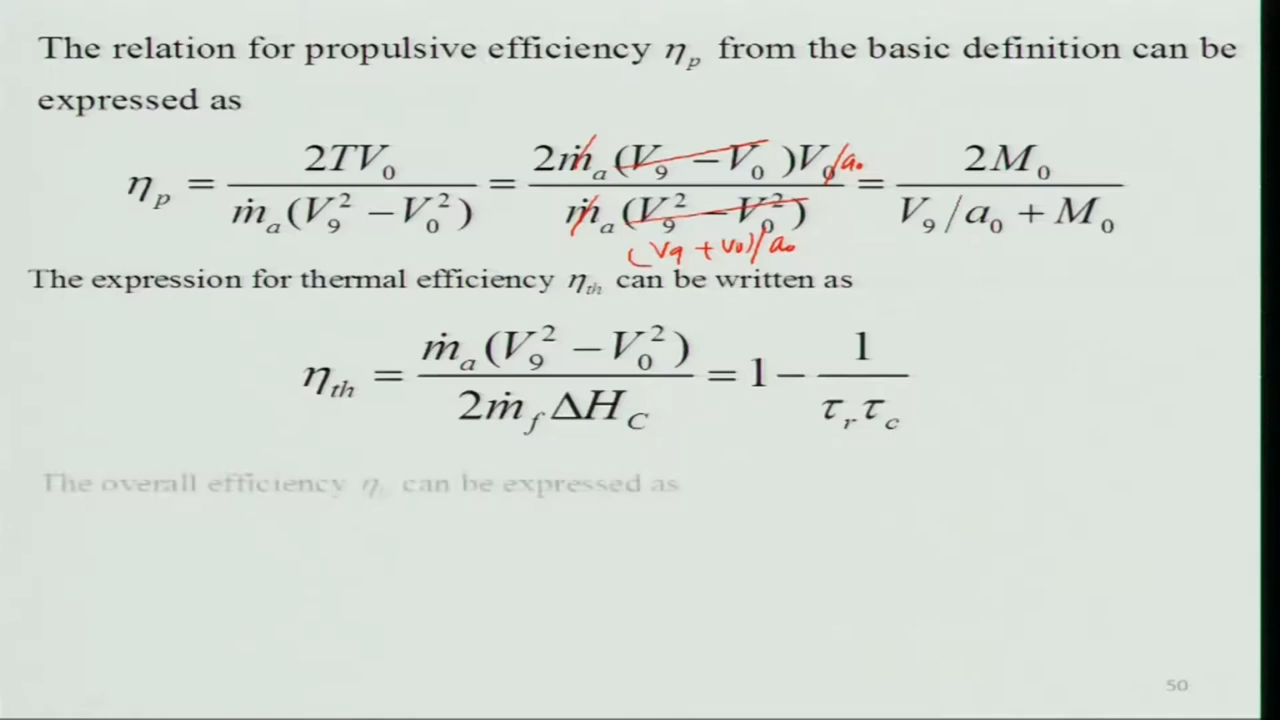 The relation for propulsive efficiency η_p from the basic definition can be
expressed as
η_p = 2TV_0 / ṁ_a(V_9^2 − V_0^2) = 2ṁ_a(V_9 − V_0)V_0/a_0 / ṁ_a(V_9^2 − V_0^2) = 2M_0 / V_9/a_0 + M_0
(V9 + V0)/a_0
The expression for thermal efficiency η_th can be written as
η_th = ṁ_a(V_9^2 − V_0^2) / 2ṁ_f ΔH_C = 1 − 1 / τ_r τ_c
The overall efficiency η can be expressed as
50